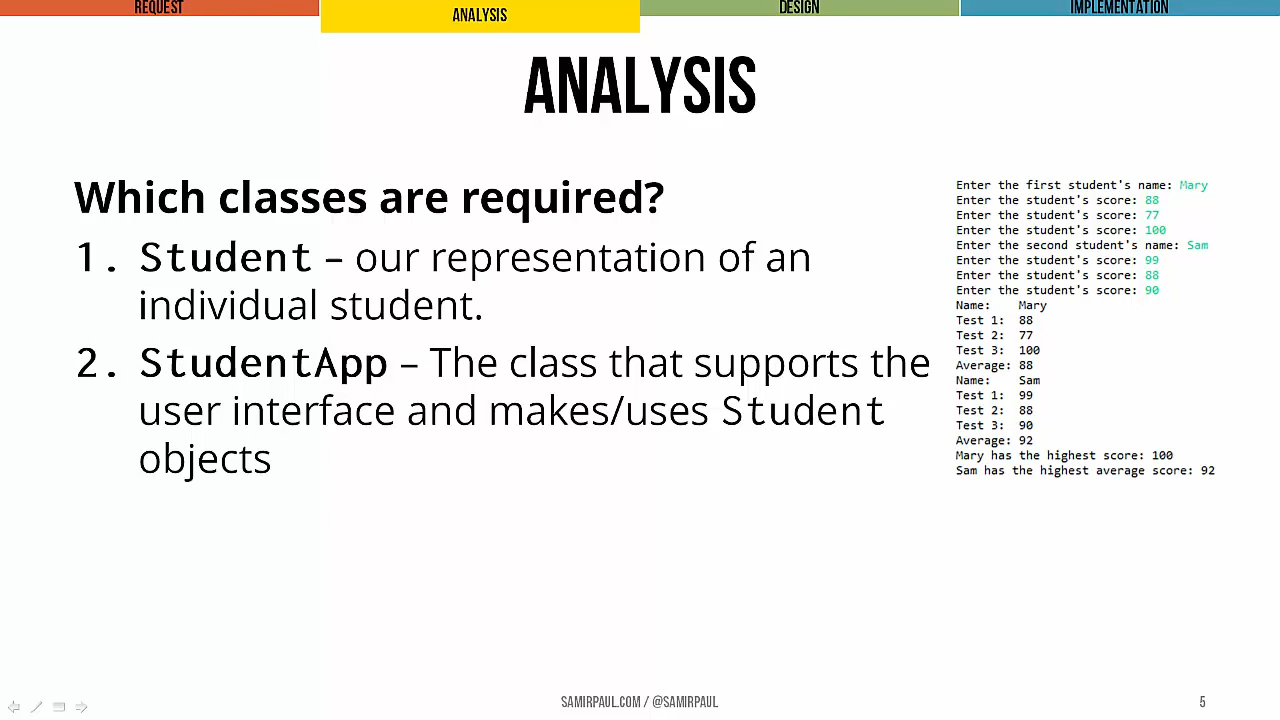 REQUEST
ANALYSIS
DESIGN
IMPLEMENTATION
ANALYSIS
Which classes are required?
1. Student – our representation of an
individual student.
2. StudentApp – The class that supports the
user interface and makes/uses Student
objects
Enter the first student's name: Mary
Enter the student's score: 88
Enter the student's score: 77
Enter the student's score: 100
Enter the second student's name: Sam
Enter the student's score: 99
Enter the student's score: 88
Enter the student's score: 90
Name: Mary
Test 1: 88
Test 2: 77
Test 3: 100
Average: 88
Name: Sam
Test 1: 99
Test 2: 88
Test 3: 90
Average: 92
Mary has the highest score: 100
Sam has the highest average score: 92
SAMIRPAUL.COM / @SAMIRPAUL
5